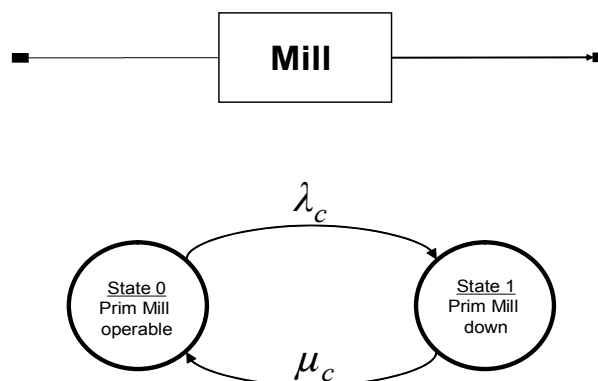 Mill
λc
State 0
Prim Mill
operable
State 1
Prim Mill
down
μc